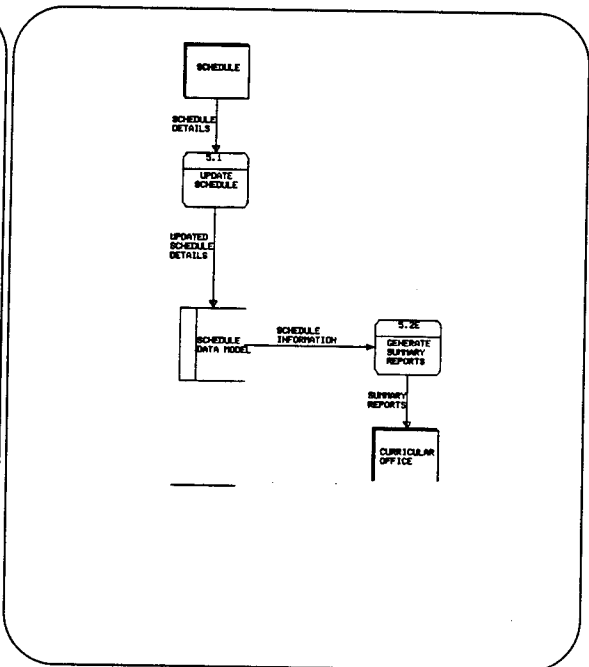 SCHEDULE
SCHEDULE
DETAILS
5.1
UPDATE
SCHEDULE
UPDATED
SCHEDULE
DETAILS
SCHEDULE
DATA MODEL
SCHEDULE
INFORMATION
5.2E
GENERATE
SUMMARY
REPORTS
SUMMARY
REPORTS
CURRICULAR
OFFICE